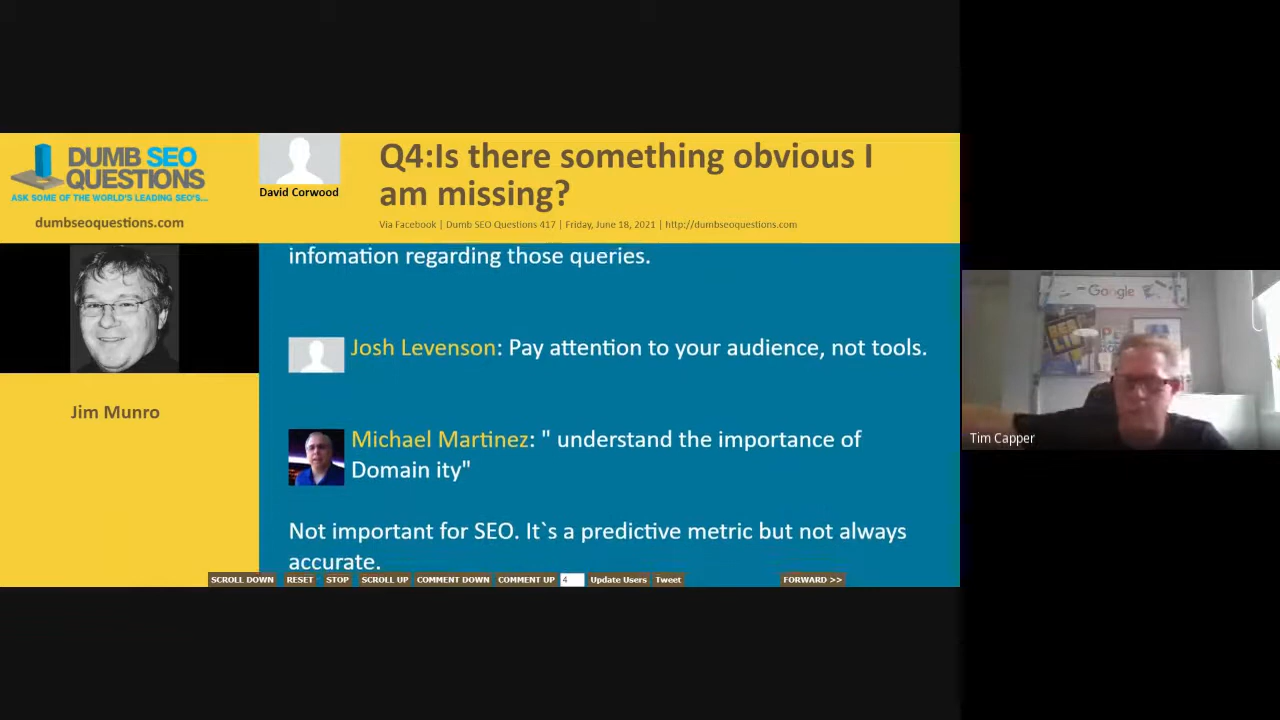 DUMB SEO
QUESTIONS
ASK SOME OF THE WORLD'S LEADING SEO'S...
dumbseoquestions.com
David Corwood
Q4:Is there something obvious I
am missing?
Via Facebook | Dumb SEO Questions 417 | Friday, June 18, 2021 | http://dumbseoquestions.com
Jim Munro
infomation regarding those queries.
Josh Levenson: Pay attention to your audience, not tools.
Michael Martinez: " understand the importance of
Domain ity"
Not important for SEO. It`s a predictive metric but not always
accurate.
SCROLL DOWN RESET STOP SCROLL UP COMMENT DOWN COMMENT UP 4 Update Users Tweet FORWARD >>
Google
Tim Capper